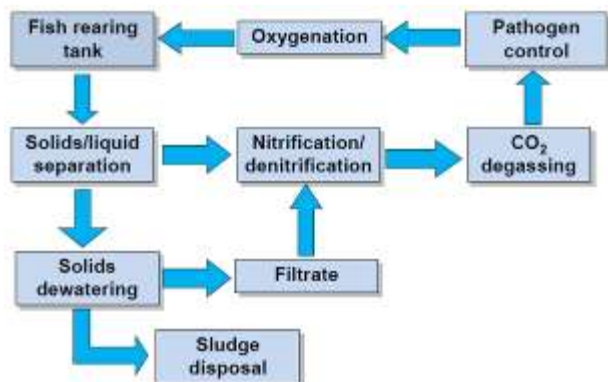 Fish rearing
tank
Oxygenation
Pathogen
control
Solids/liquid
separation
Nitrification/
denitrification
CO₂
degassing
Solids
dewatering
Filtrate
Sludge
disposal